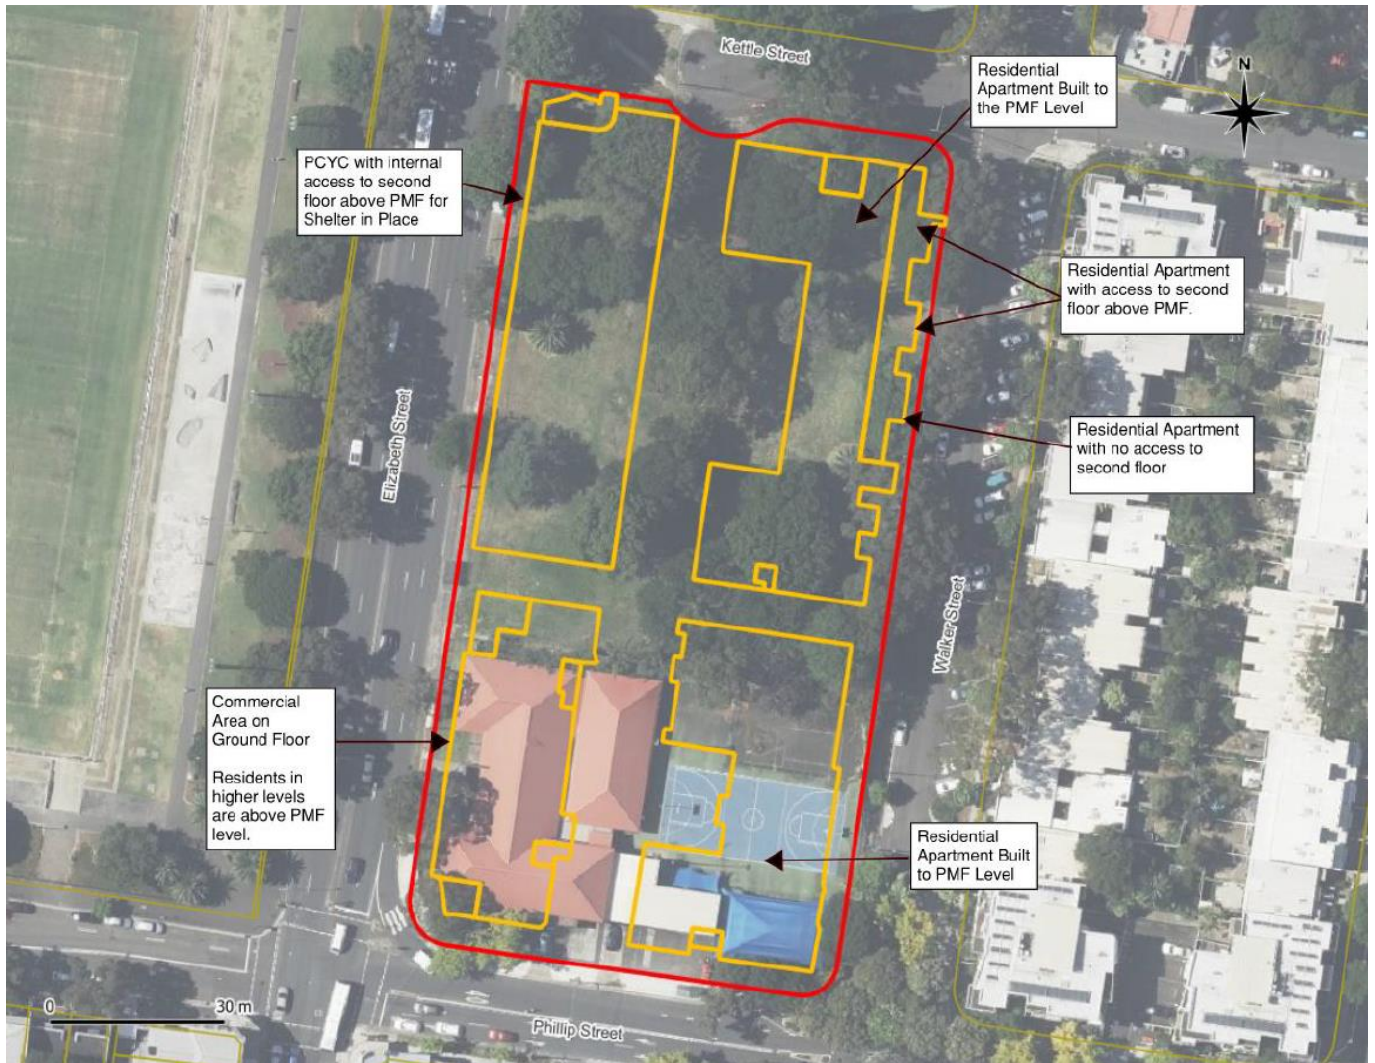 Kettle Street
N
Residential
Apartment Built to
the PMF Level
PCYC with internal
access to second
floor above PMF for
Shelter in Place
Residential Apartment
with access to second
floor above PMF.
Elizabeth Street
Residential Apartment
with no access to
second floor
Walker Street
Commercial
Area on
Ground Floor
Residents in
higher levels
are above PMF
level.
Residential
Apartment Built
to PMF Level
0 30 m
Phillip Street